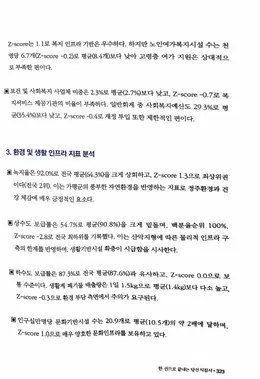 Z-score는 1.1로 복지 인프라 기반은 우수하다. 하지만 노인여가복지시설 수는 천
명당 6.7개(Z-score -0.2)로 평균(8.4개)보다 낮아 고령층 여가 지원은 상대적으
로 부족한 편이다.
▣ 보건 및 사회복지 사업체 비중은 2.3%로 평균(2.7%)보다 낮고, Z-score -0.7로 복
지서비스 제공기관의 비율이 부족하다. 일반회계 중 사회복지예산도 29.3%로 평
균(35.4%)보다 낮고, Z-score -0.4로 재정 투입 또한 제한적인 편이다.
3. 환경 및 생활 인프라 지표 분석
▣ 녹지율은 92.0%로 전국 평균(64.3%)을 크게 상회하고, Z-score 1.3으로 최상위권
이다(전국 2위). 이는 가평군의 풍부한 자연환경을 반영하는 지표로 정주환경과 건
강 체감에 매우 긍정적인 요소다.
▣ 상수도 보급률은 54.7%로 평균(90.8%)을 크게 밑돌며, 백분율순위 100%,
Z-score -2.8로 전국 최하위를 기록했다. 이는 산악지형에 따른 물리적 인프라 구
축의 한계를 반영하며, 생활기반시설 확충이 시급함을 시사한다.
▣ 하수도 보급률은 87.3%로 전국 평균(87.6%)과 유사하고, Z-score 0.0으로 보
통 수준이다. 생활계 폐기물 배출량은 1일 1.5kg으로 평균(1.4kg)보다 다소 높고,
Z-score -0.3으로 환경 부담 측면에서 주의가 요구된다.
▣ 인구십만명당 문화기반시설 수는 20.9개로 평균(10.5개)의 약 2배에 달하며,
Z-score 1.0으로 매우 양호한 문화인프라를 보유하고 있다.
한 권으로 끝내는 당선 비밀서 • 323